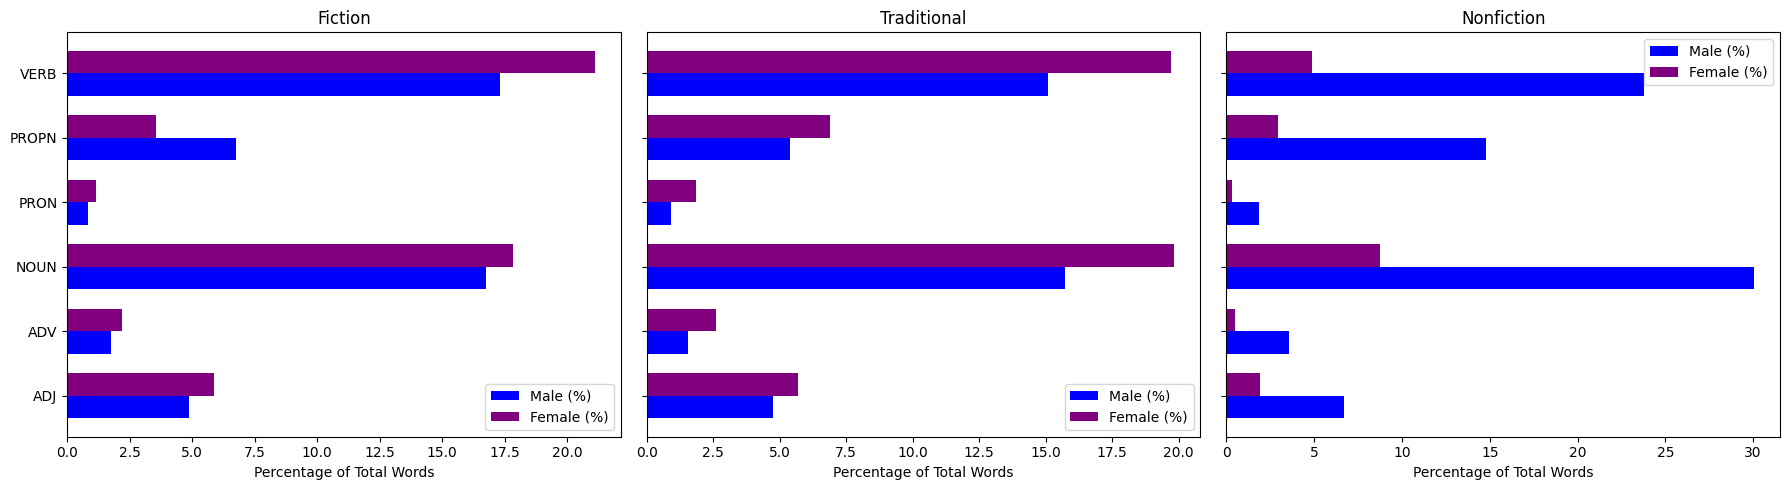 Fiction
VERB
PROPN
PRON
NOUN
ADV
ADJ
Male (%)
Female (%)
0.0 2.5 5.0 7.5 10.0 12.5 15.0 17.5 20.0
Percentage of Total Words
Traditional
Male (%)
Female (%)
0.0 2.5 5.0 7.5 10.0 12.5 15.0 17.5 20.0
Percentage of Total Words
Nonfiction
Male (%)
Female (%)
0 5 10 15 20 25 30
Percentage of Total Words